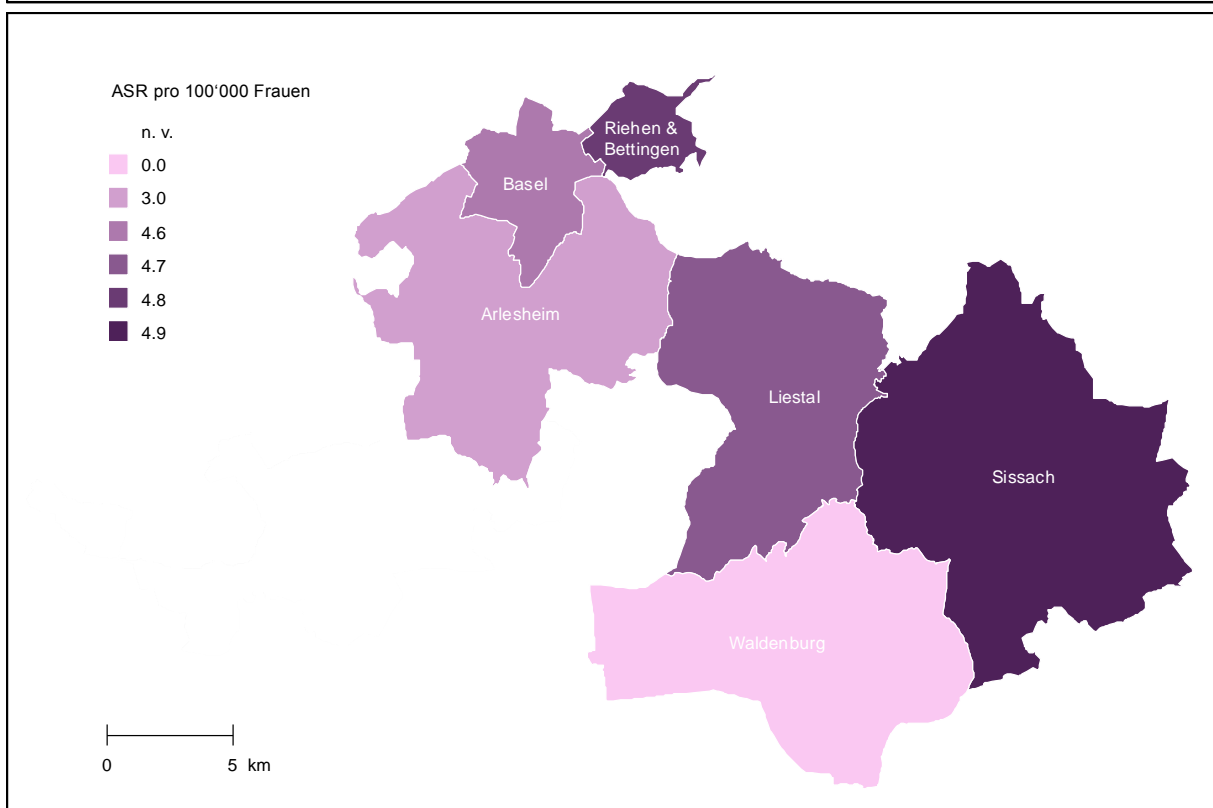 ASR pro 100‘000 Frauen
n. v.
0.0
3.0
4.6
4.7
4.8
4.9
Riehen &
Bettingen
Basel
Arlesheim
Liestal
Sissach
Waldenburg
0 5 km